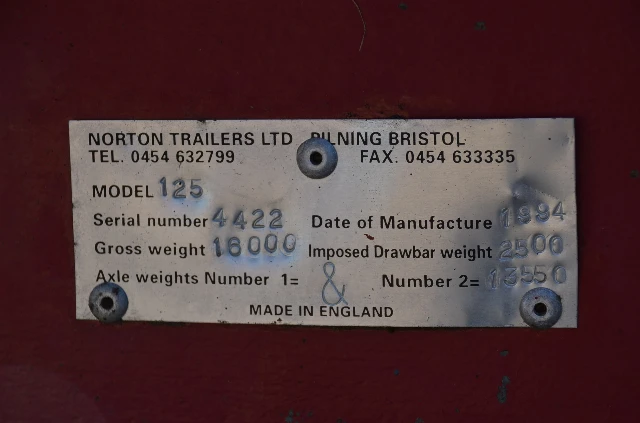 NORTON TRAILERS LTD PILNING BRISTOL
TEL. 0454 632799 FAX. 0454 633335
MODEL 125
Serial number 4422 Date of Manufacture 1994
Gross weight 16000 Imposed Drawbar weight 2500
Axle weights Number 1= & Number 2= 13550
MADE IN ENGLAND